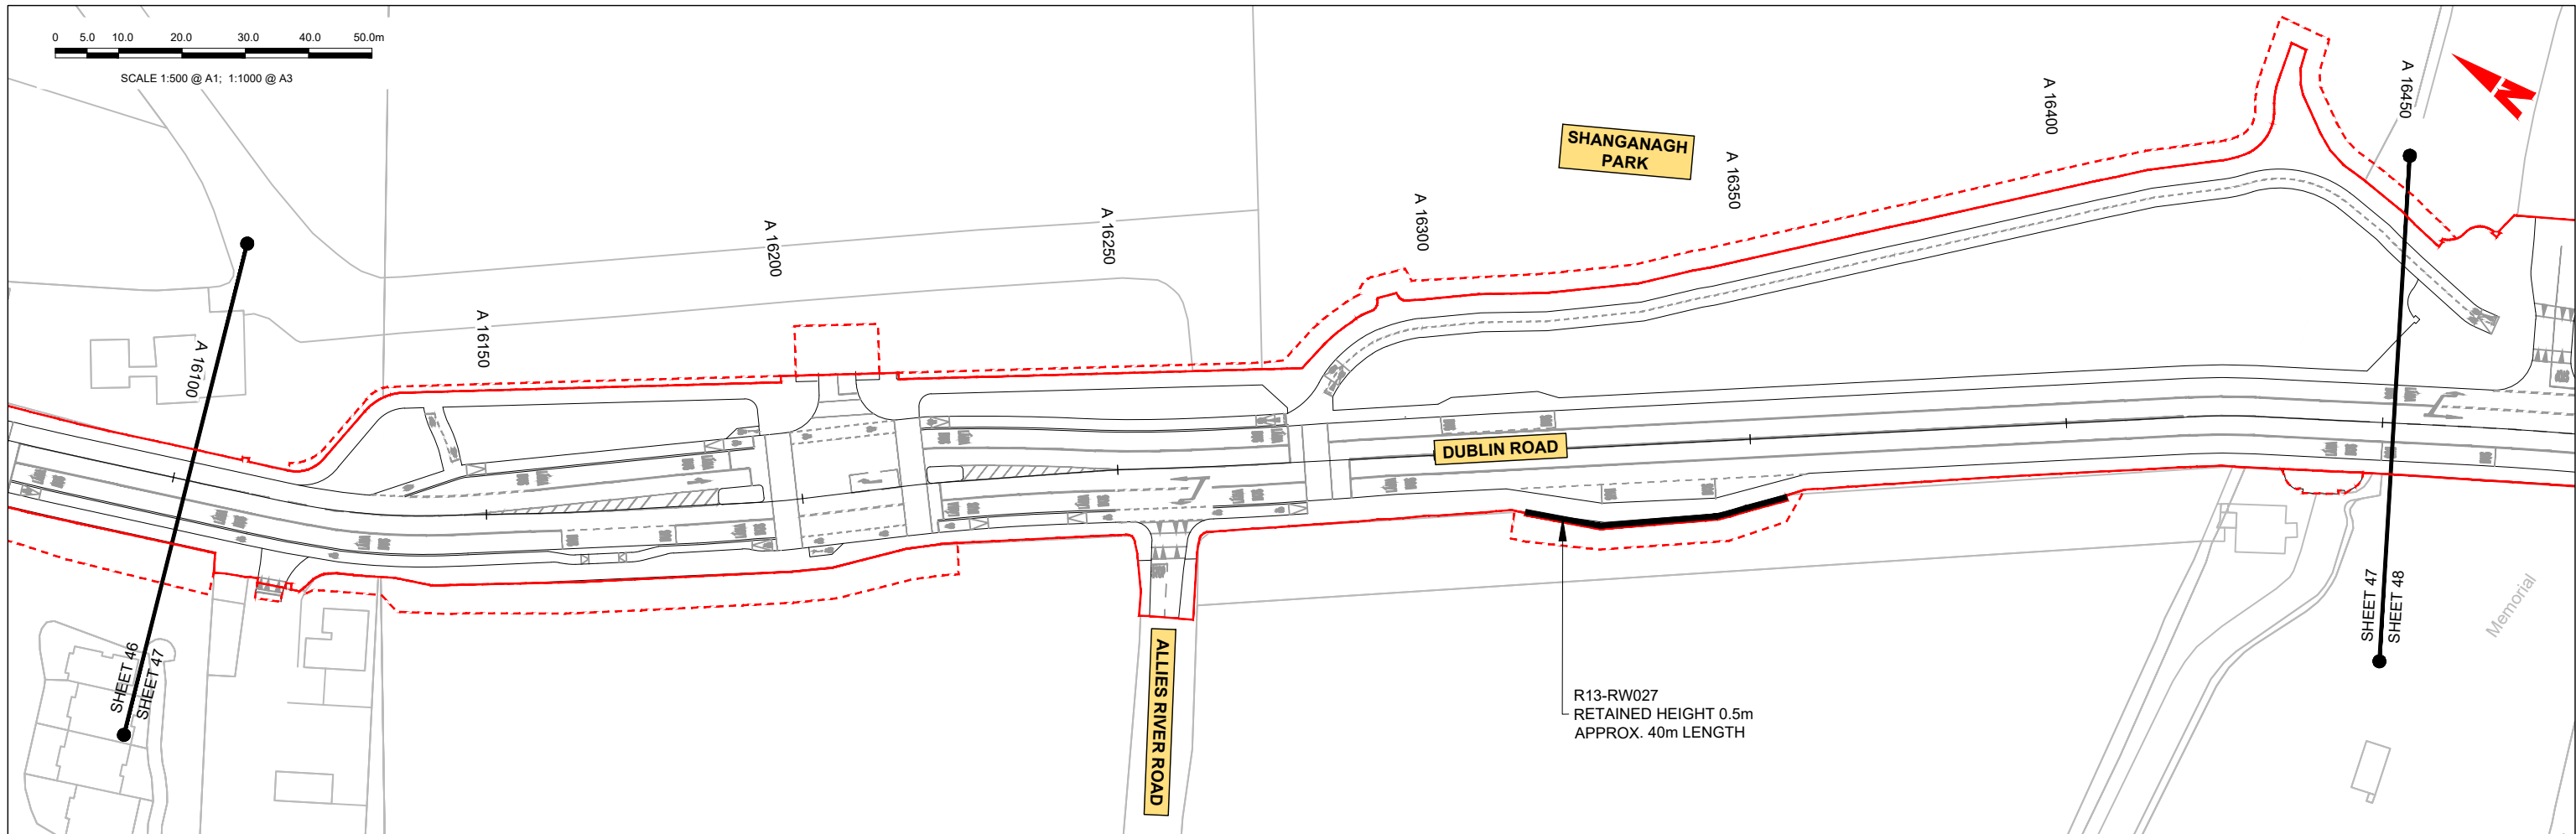 0 5.0 10.0 20.0 30.0 40.0 50.0m
SCALE 1:500 @ A1; 1:1000 @ A3
A 16100
A 16150
A 16200
A 16250
A 16300
A 16350
A 16400
A 16450
N
SHANGANAGH
PARK
DUBLIN ROAD
ALLIES RIVER ROAD
R13-RW027
RETAINED HEIGHT 0.5m
APPROX. 40m LENGTH
SHEET 46
SHEET 47
SHEET 47
SHEET 48
Memorial